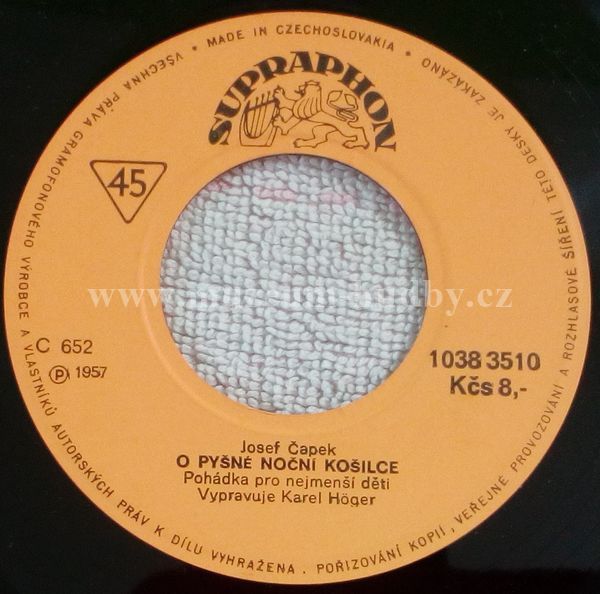 VŠECHNA PRÁVA GRAMOFONOVÉHO VÝROBCE A VLASTNÍKŮ AUTORSKÝCH PRÁV K DÍLU VYHRAŽENA. POŘIZOVÁNÍ KOPIÍ, VEŘEJNÉ PROVOZOVÁNÍ A ROZHLASOVÉ ŠÍŘENÍ TÉTO DESKY JE ZAKÁZÁNO
• MADE IN CZECHOSLOVAKIA •
SUPRAPHON
45
C 652
Ⓟ 1957
1038 3510
Kčs 8,-
Josef Čapek
O PYŠNÉ NOČNÍ KOŠILCE
Pohádka pro nejmenší děti
Vypravuje Karel Höger